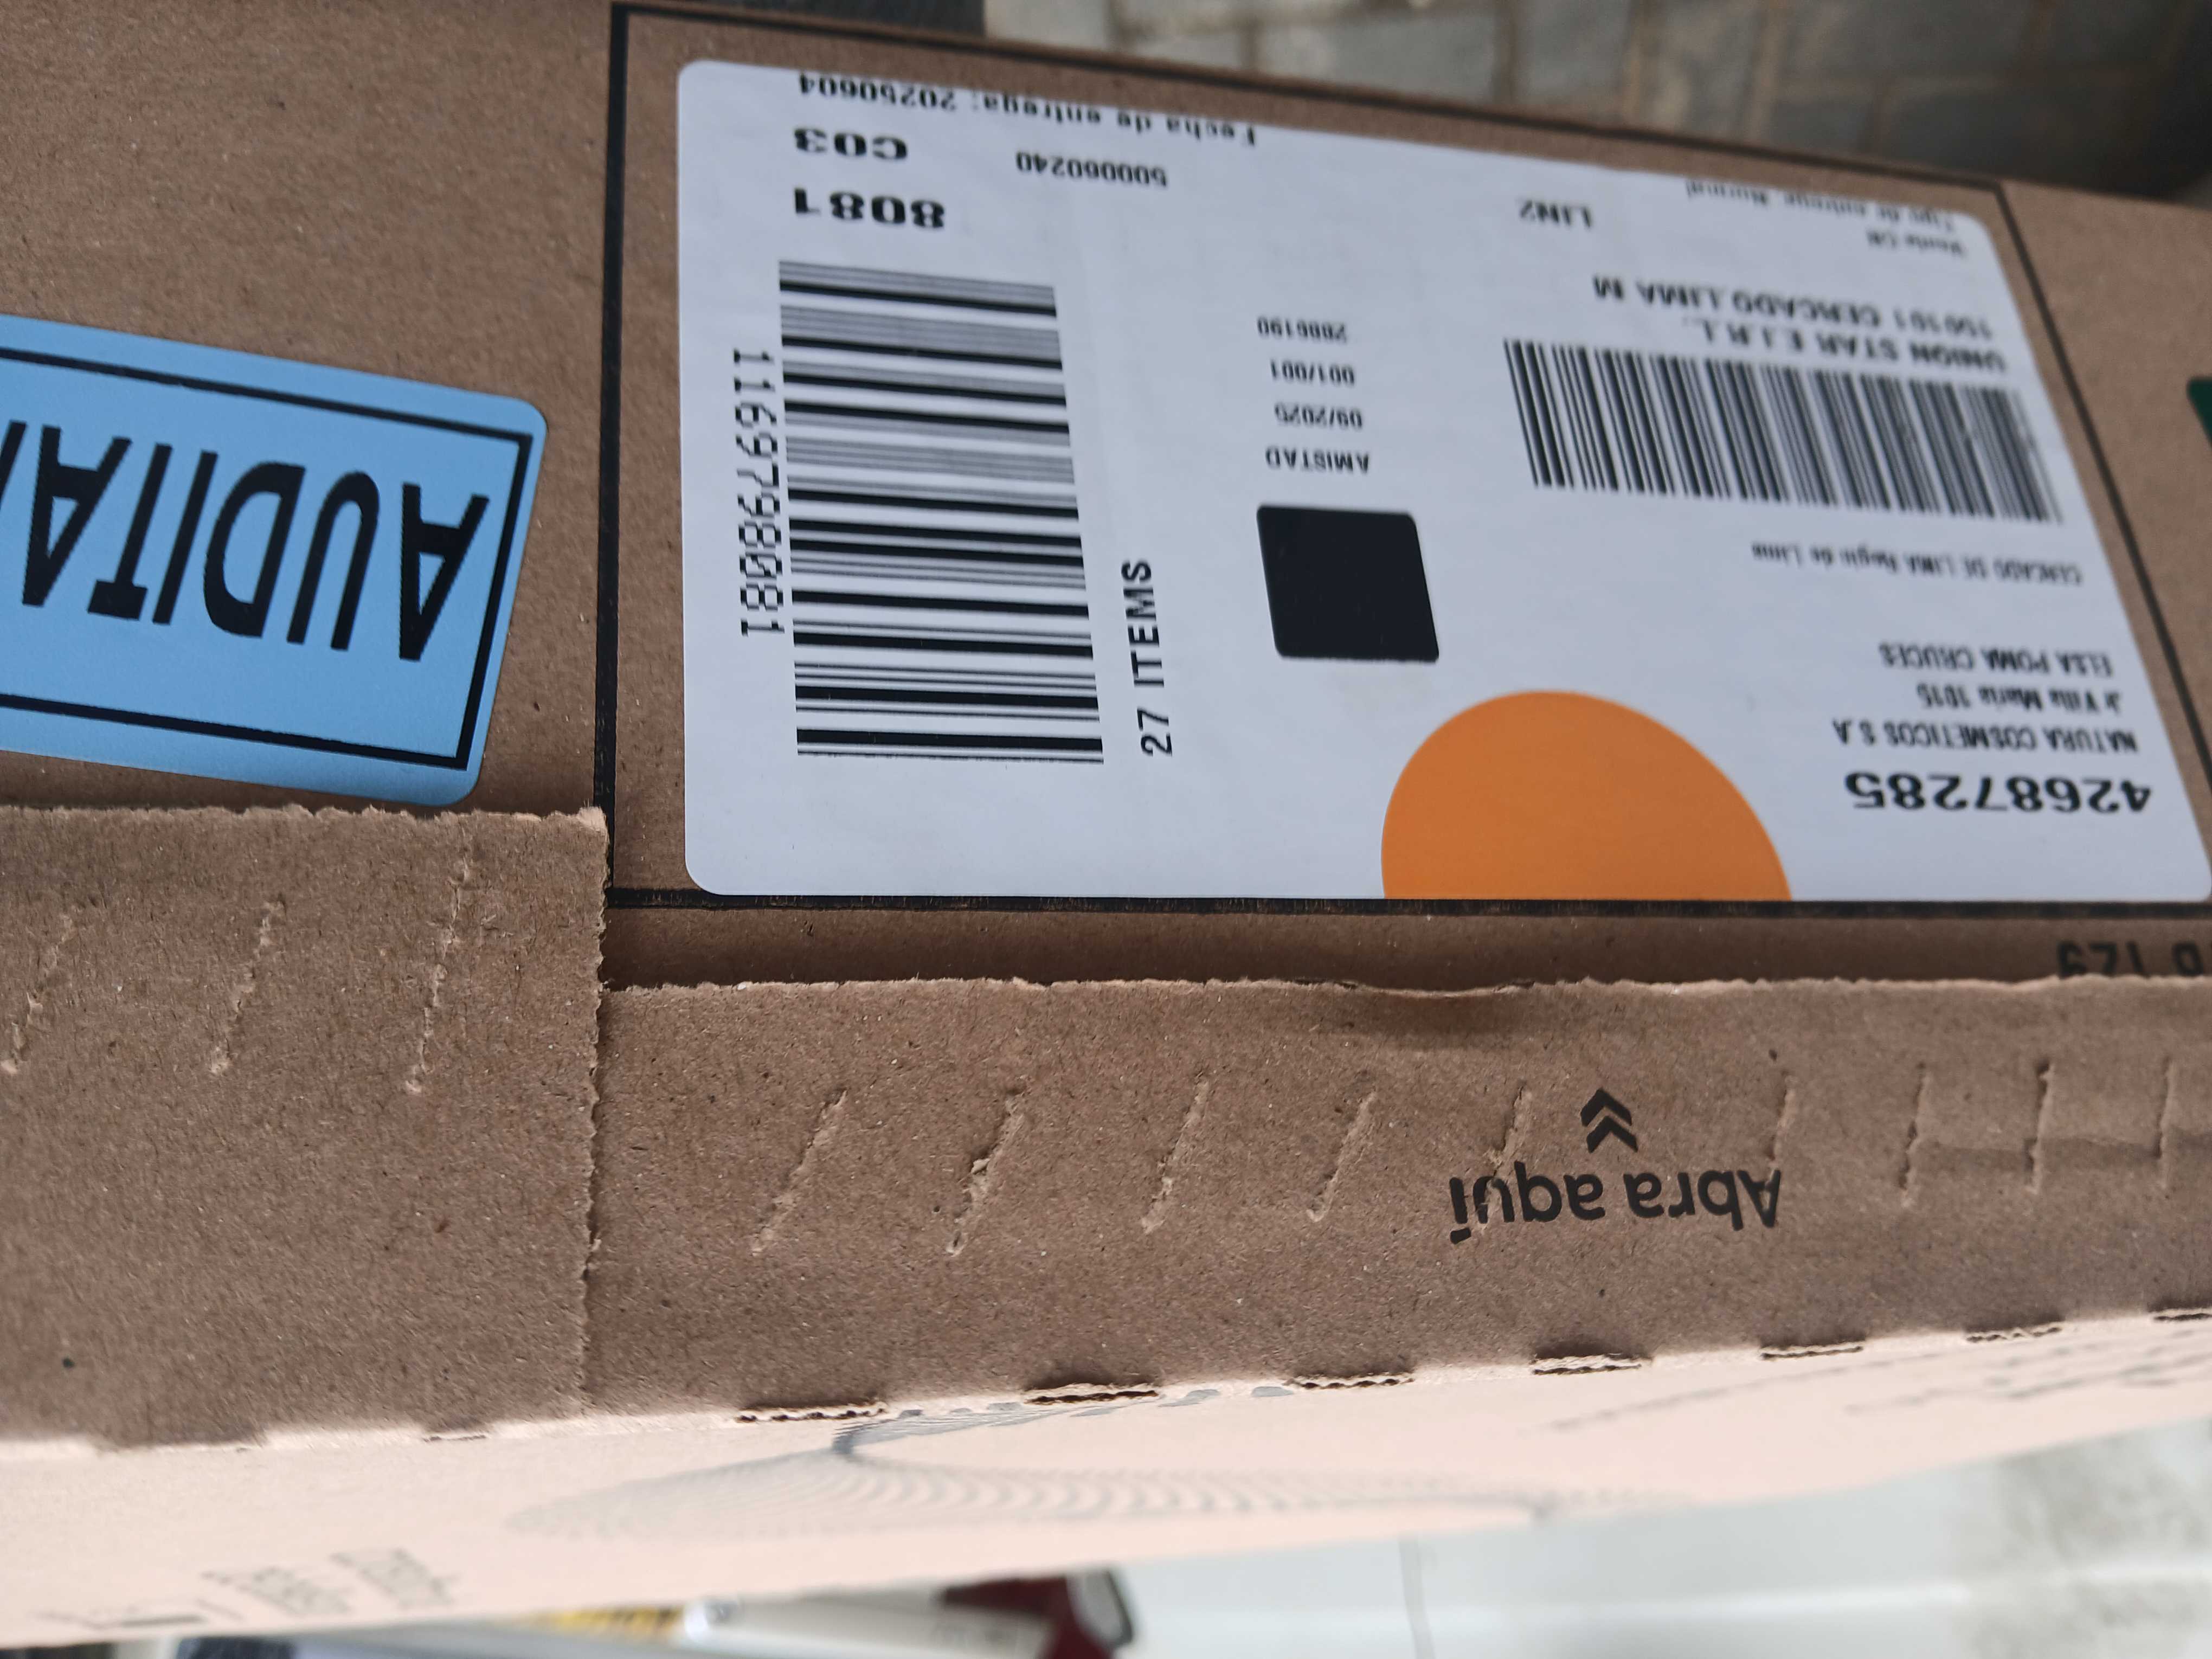 42687285
NATURA COSMETICOS S.A
Jr Villa Maria 1015
ELSA POMA CRUCES
CERCADO DE LIMA Regio de Lima
UNION STAR E.I.R.L.
150101 CERCADO LIMA M
Tipo de entrega: Normal
LIN2
AMISTAD
09/2025
001/001
2886190
27 ITEMS
11697980081
8081
C03
500060240
Fecha de entrega: 20250604
AUDITA
Abra aquí